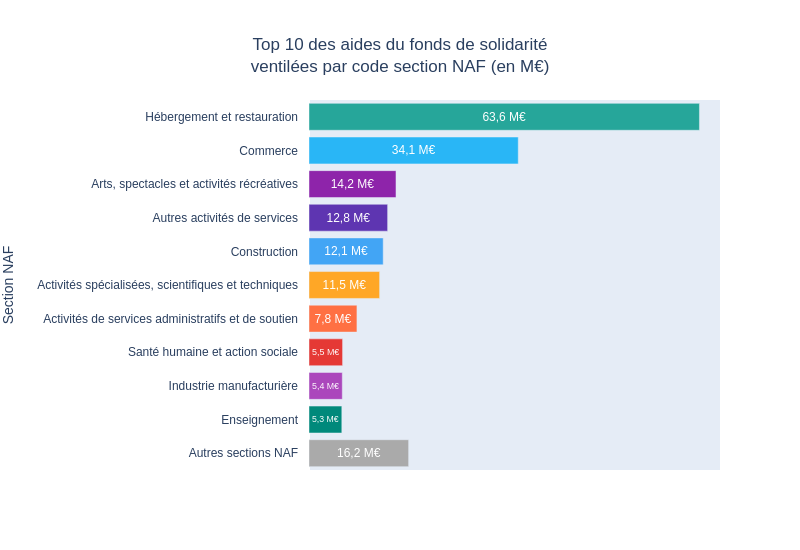 Top 10 des aides du fonds de solidarité
ventilées par code section NAF (en M€)
Section NAF
Hébergement et restauration 63,6 M€
Commerce 34,1 M€
Arts, spectacles et activités récréatives 14,2 M€
Autres activités de services 12,8 M€
Construction 12,1 M€
Activités spécialisées, scientifiques et techniques 11,5 M€
Activités de services administratifs et de soutien 7,8 M€
Santé humaine et action sociale 5,5 M€
Industrie manufacturière 5,4 M€
Enseignement 5,3 M€
Autres sections NAF 16,2 M€